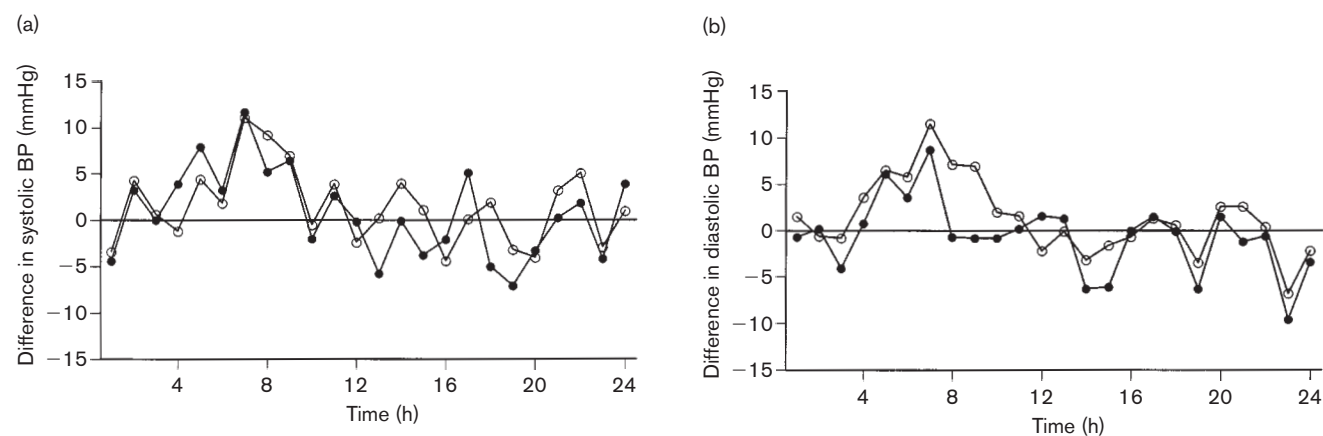 (a)
Difference in systolic BP (mmHg)
15
10
5
0
−5
−10
−15
4 8 12 16 20 24
Time (h)
(b)
Difference in diastolic BP (mmHg)
15
10
5
0
−5
−10
−15
4 8 12 16 20 24
Time (h)